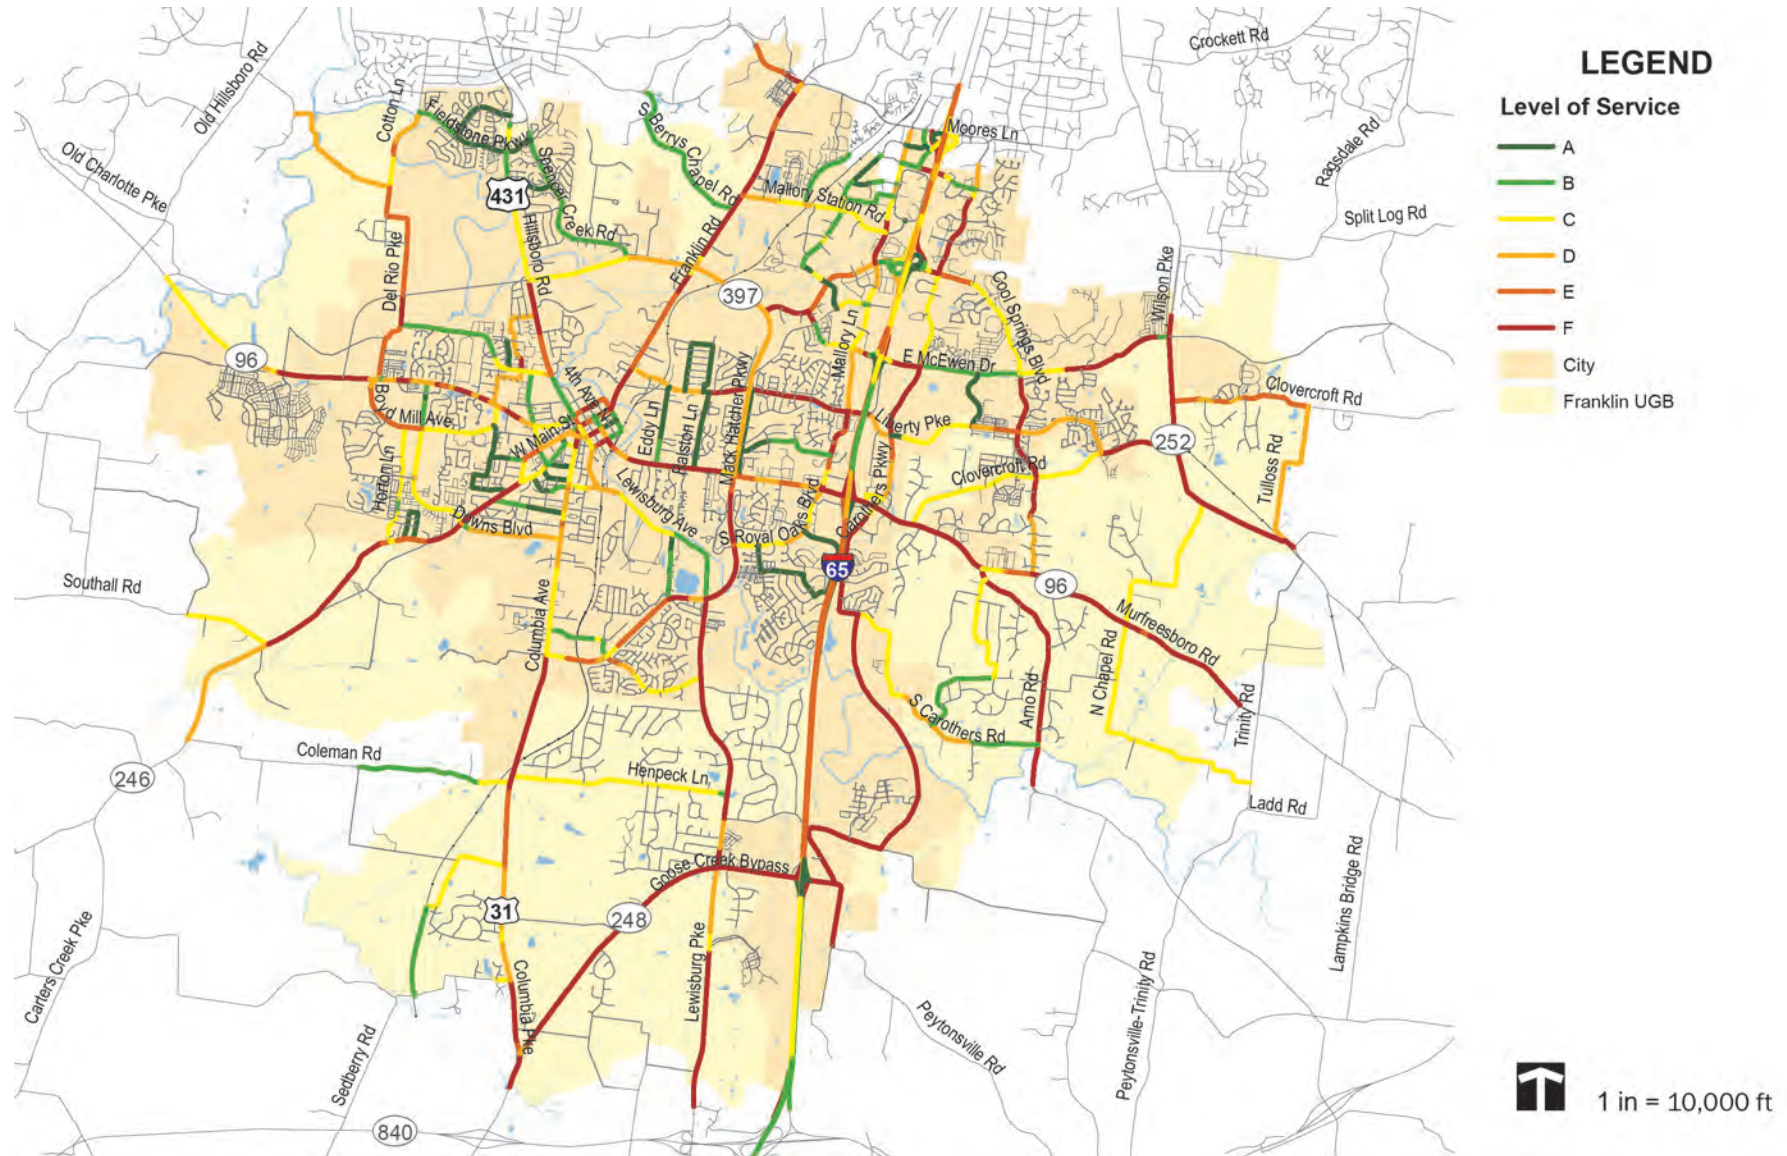 LEGEND
Level of Service
A
B
C
D
E
F
City
Franklin UGB
1 in = 10,000 ft
Crockett Rd
Old Hillsboro Rd
Cotton Ln
Fieldstone Pkwy
S Berrys Chapel Rd
Moores Ln
Ragsdale Rd
Old Charlotte Pke
431
Spencer Creek Rd
Mallory Station Rd
Split Log Rd
Del Rio Pke
Hillsboro Rd
Franklin Rd
397
Cool Springs Blvd
Wilson Pke
96
Mallory Ln
E McEwen Dr
Clovercroft Rd
Boyd Mill Ave
4th Ave N
W Main St
Eddy Ln
Ralston Ln
Mack Hatcher Pkwy
Liberty Pke
252
Horton Ln
Lewisburg Ave
Clovercroft Rd
Tulloss Rd
Downs Blvd
S Royal Oaks Blvd
Carothers Pkwy
65
Southall Rd
96
Columbia Ave
Murfreesboro Rd
N Chapel Rd
Arno Rd
Trinity Rd
S Carothers Rd
Coleman Rd
246
Henpeck Ln
Ladd Rd
Goose Creek Bypass
Lampkins Bridge Rd
31
248
Carters Creek Pke
Lewisburg Pke
Columbia Pke
Peytonsville Rd
Peytonsville-Trinity Rd
Sedberry Rd
840